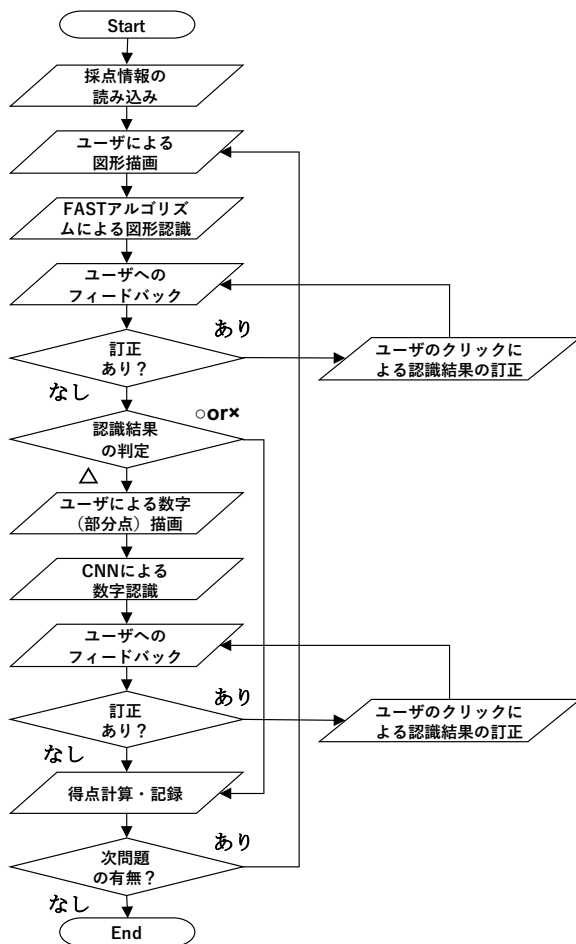 Start
採点情報の
読み込み
ユーザによる
図形描画
FASTアルゴリズ
ムによる図形認識
ユーザへの
フィードバック
あり
訂正
あり？
ユーザのクリックに
よる認識結果の訂正
なし
○or×
認識結果
の判定
△
ユーザによる数字
（部分点）描画
CNNによる
数字認識
ユーザへの
フィードバック
あり
訂正
あり？
ユーザのクリックに
よる認識結果の訂正
なし
得点計算・記録
あり
次問題
の有無？
なし
End